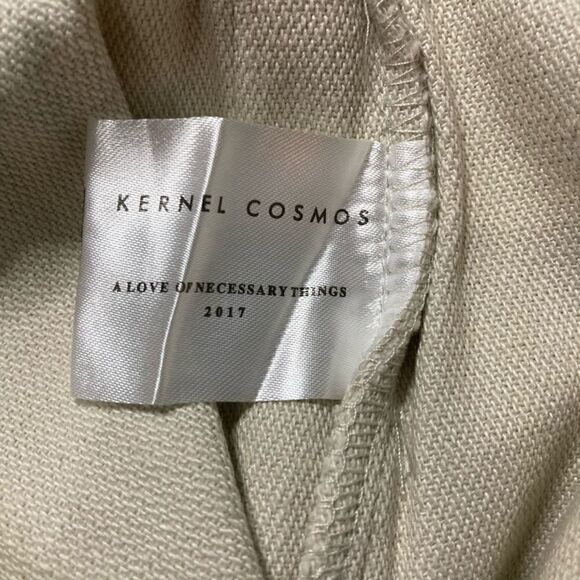 KERNEL COSMOS
A LOVE OF NECESSARY THINGS
2017